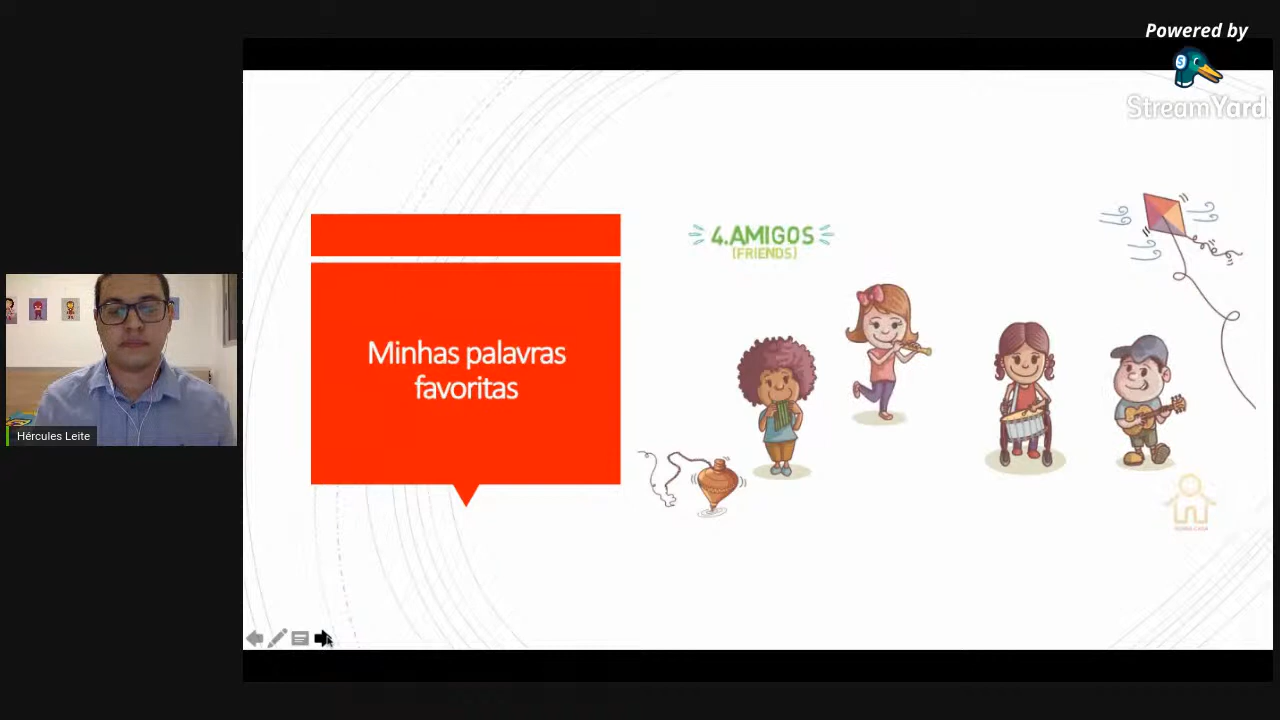 Powered by
StreamYard
Minhas palavras
favoritas
4.AMIGOS
(FRIENDS)
Hércules Leite